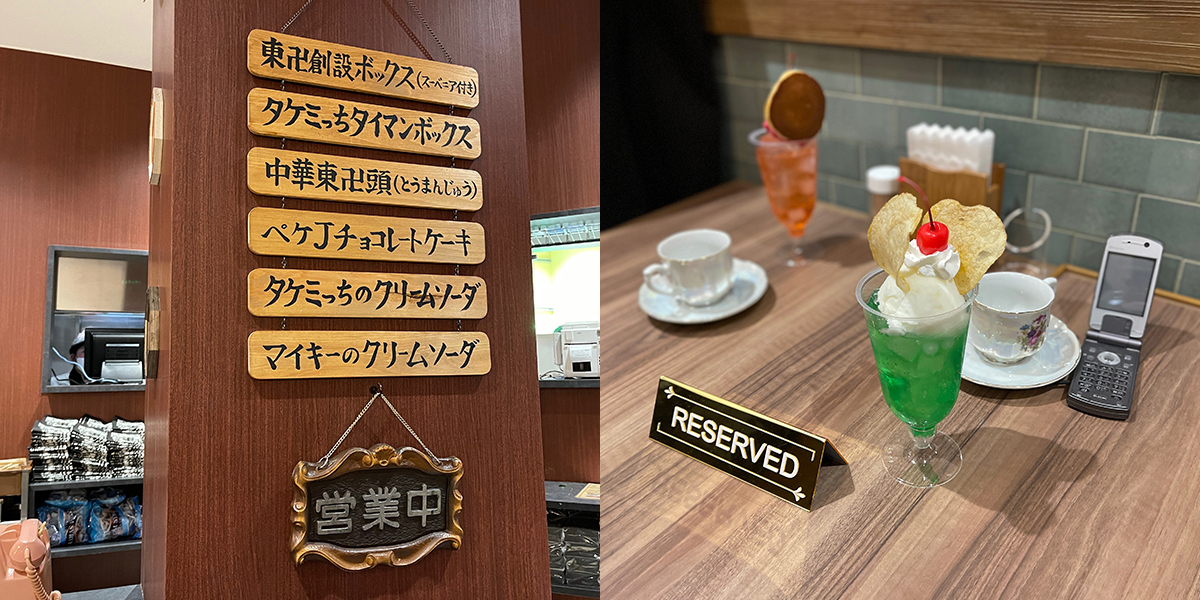 東卍創設ボックス(スーベニア付き)
タケミっちタイマンボックス
中華東卍頭(とうまんじゅう)
ペケJチョコレートケーキ
タケミっちのクリームソーダ
マイキーのクリームソーダ
営業中
RESERVED